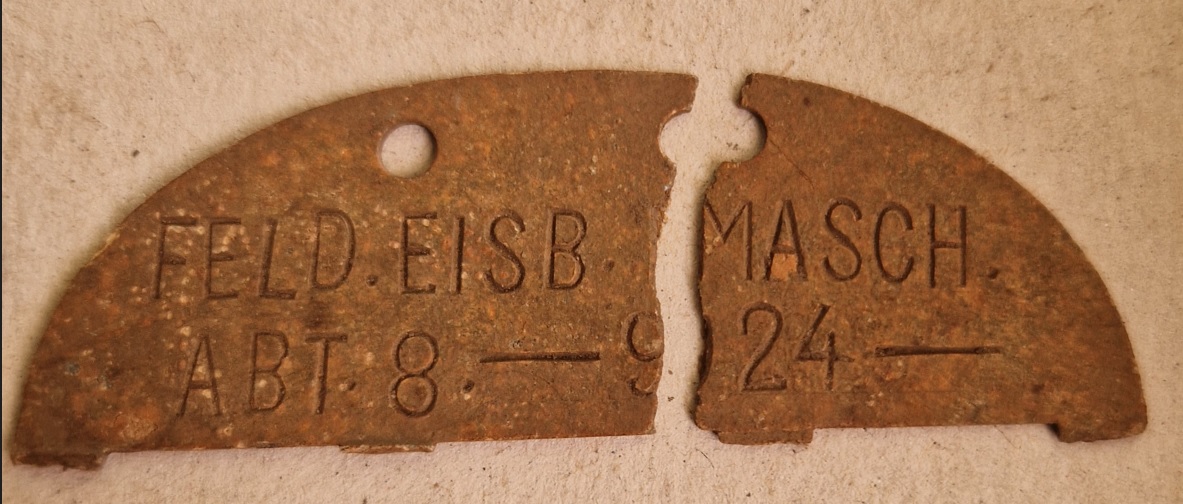 FELD.EISB. MASCH.
ABT. 8. — 924 —